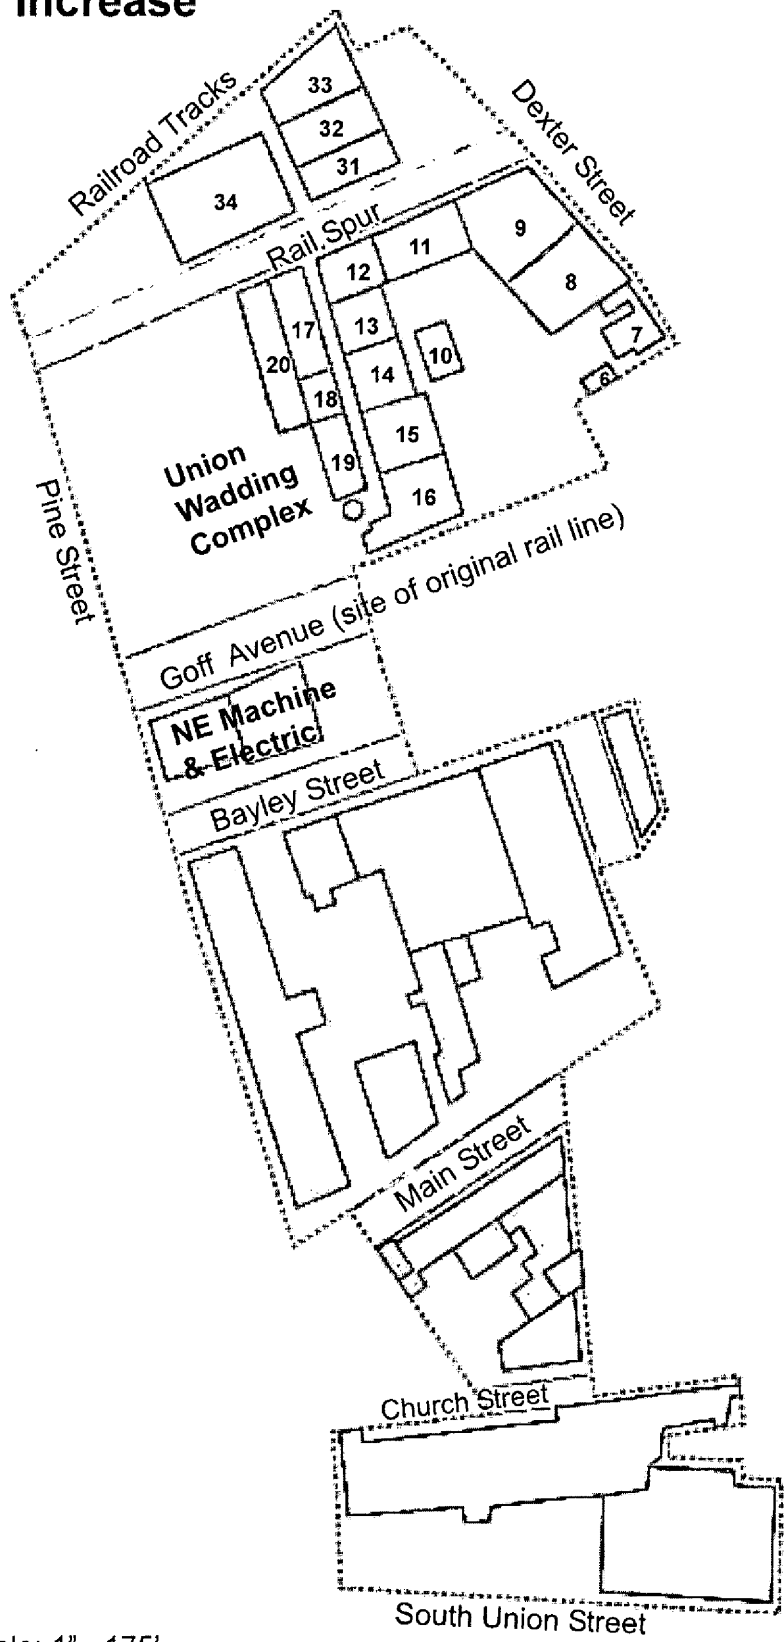 Increase
33
Railroad Tracks
32
Dexter Street
31
34
Rail Spur
9
11
12
8
17
13
7
10
20
14
6
18
15
Union
Wadding
Complex
19
16
Pine Street
Goff Avenue (site of original rail line)
NE Machine
& Electric
Bayley Street
Main Street
Church Street
South Union Street
1" 175'